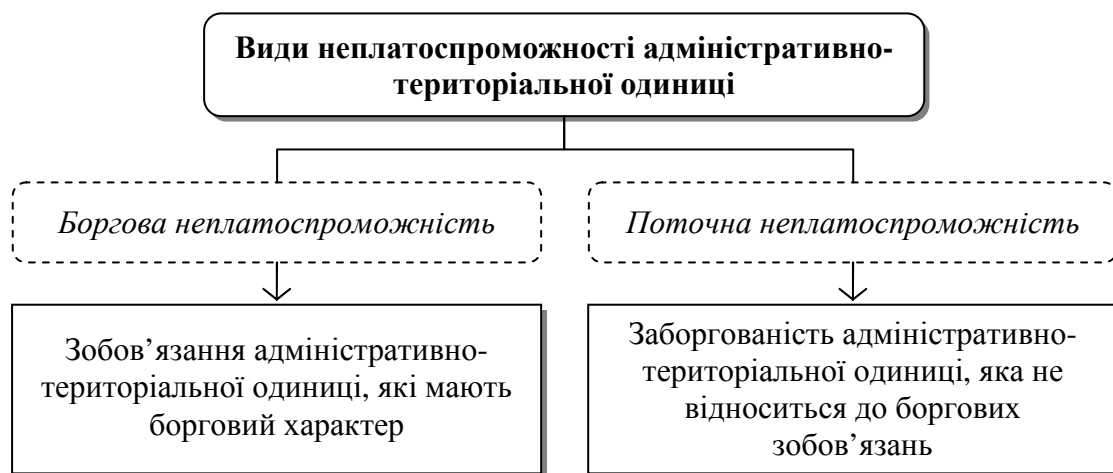 Види неплатоспроможності адміністративно-
територіальної одиниці
Боргова неплатоспроможність
Поточна неплатоспроможність
Зобов’язання адміністративно-
територіальної одиниці, які мають
борговий характер
Заборгованість адміністративно-
територіальної одиниці, яка не
відноситься до боргових
зобов’язань